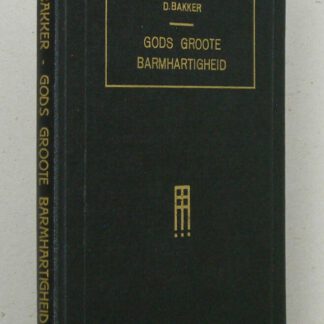 D. BAKKER
GODS GROOTE
BARMHARTIGHEID
BAKKER - GODS GROOTE BARMHARTIGHEID